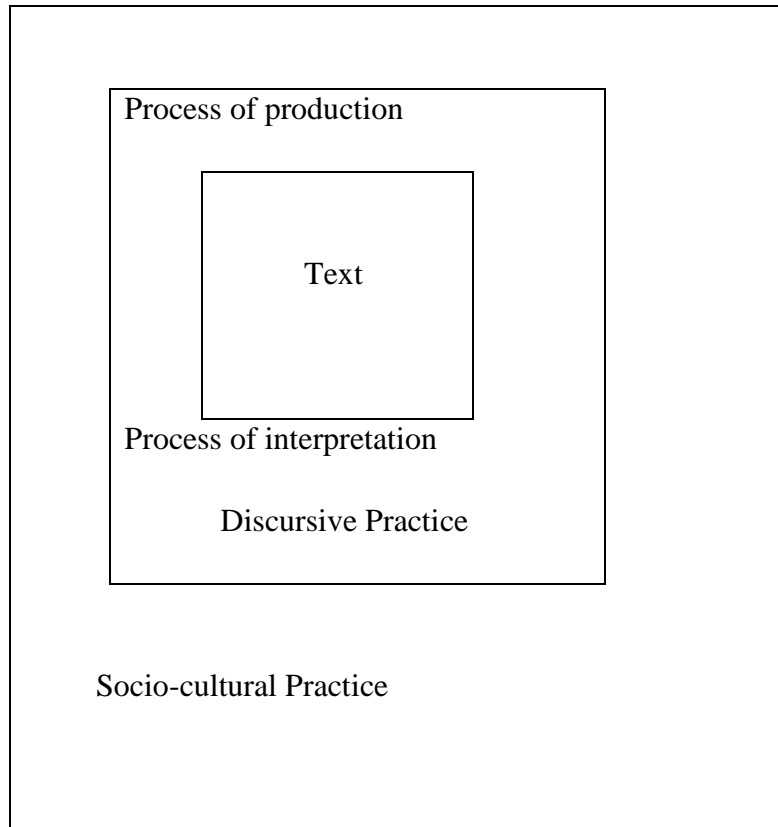 Process of production
Text
Process of interpretation
Discursive Practice
Socio-cultural Practice